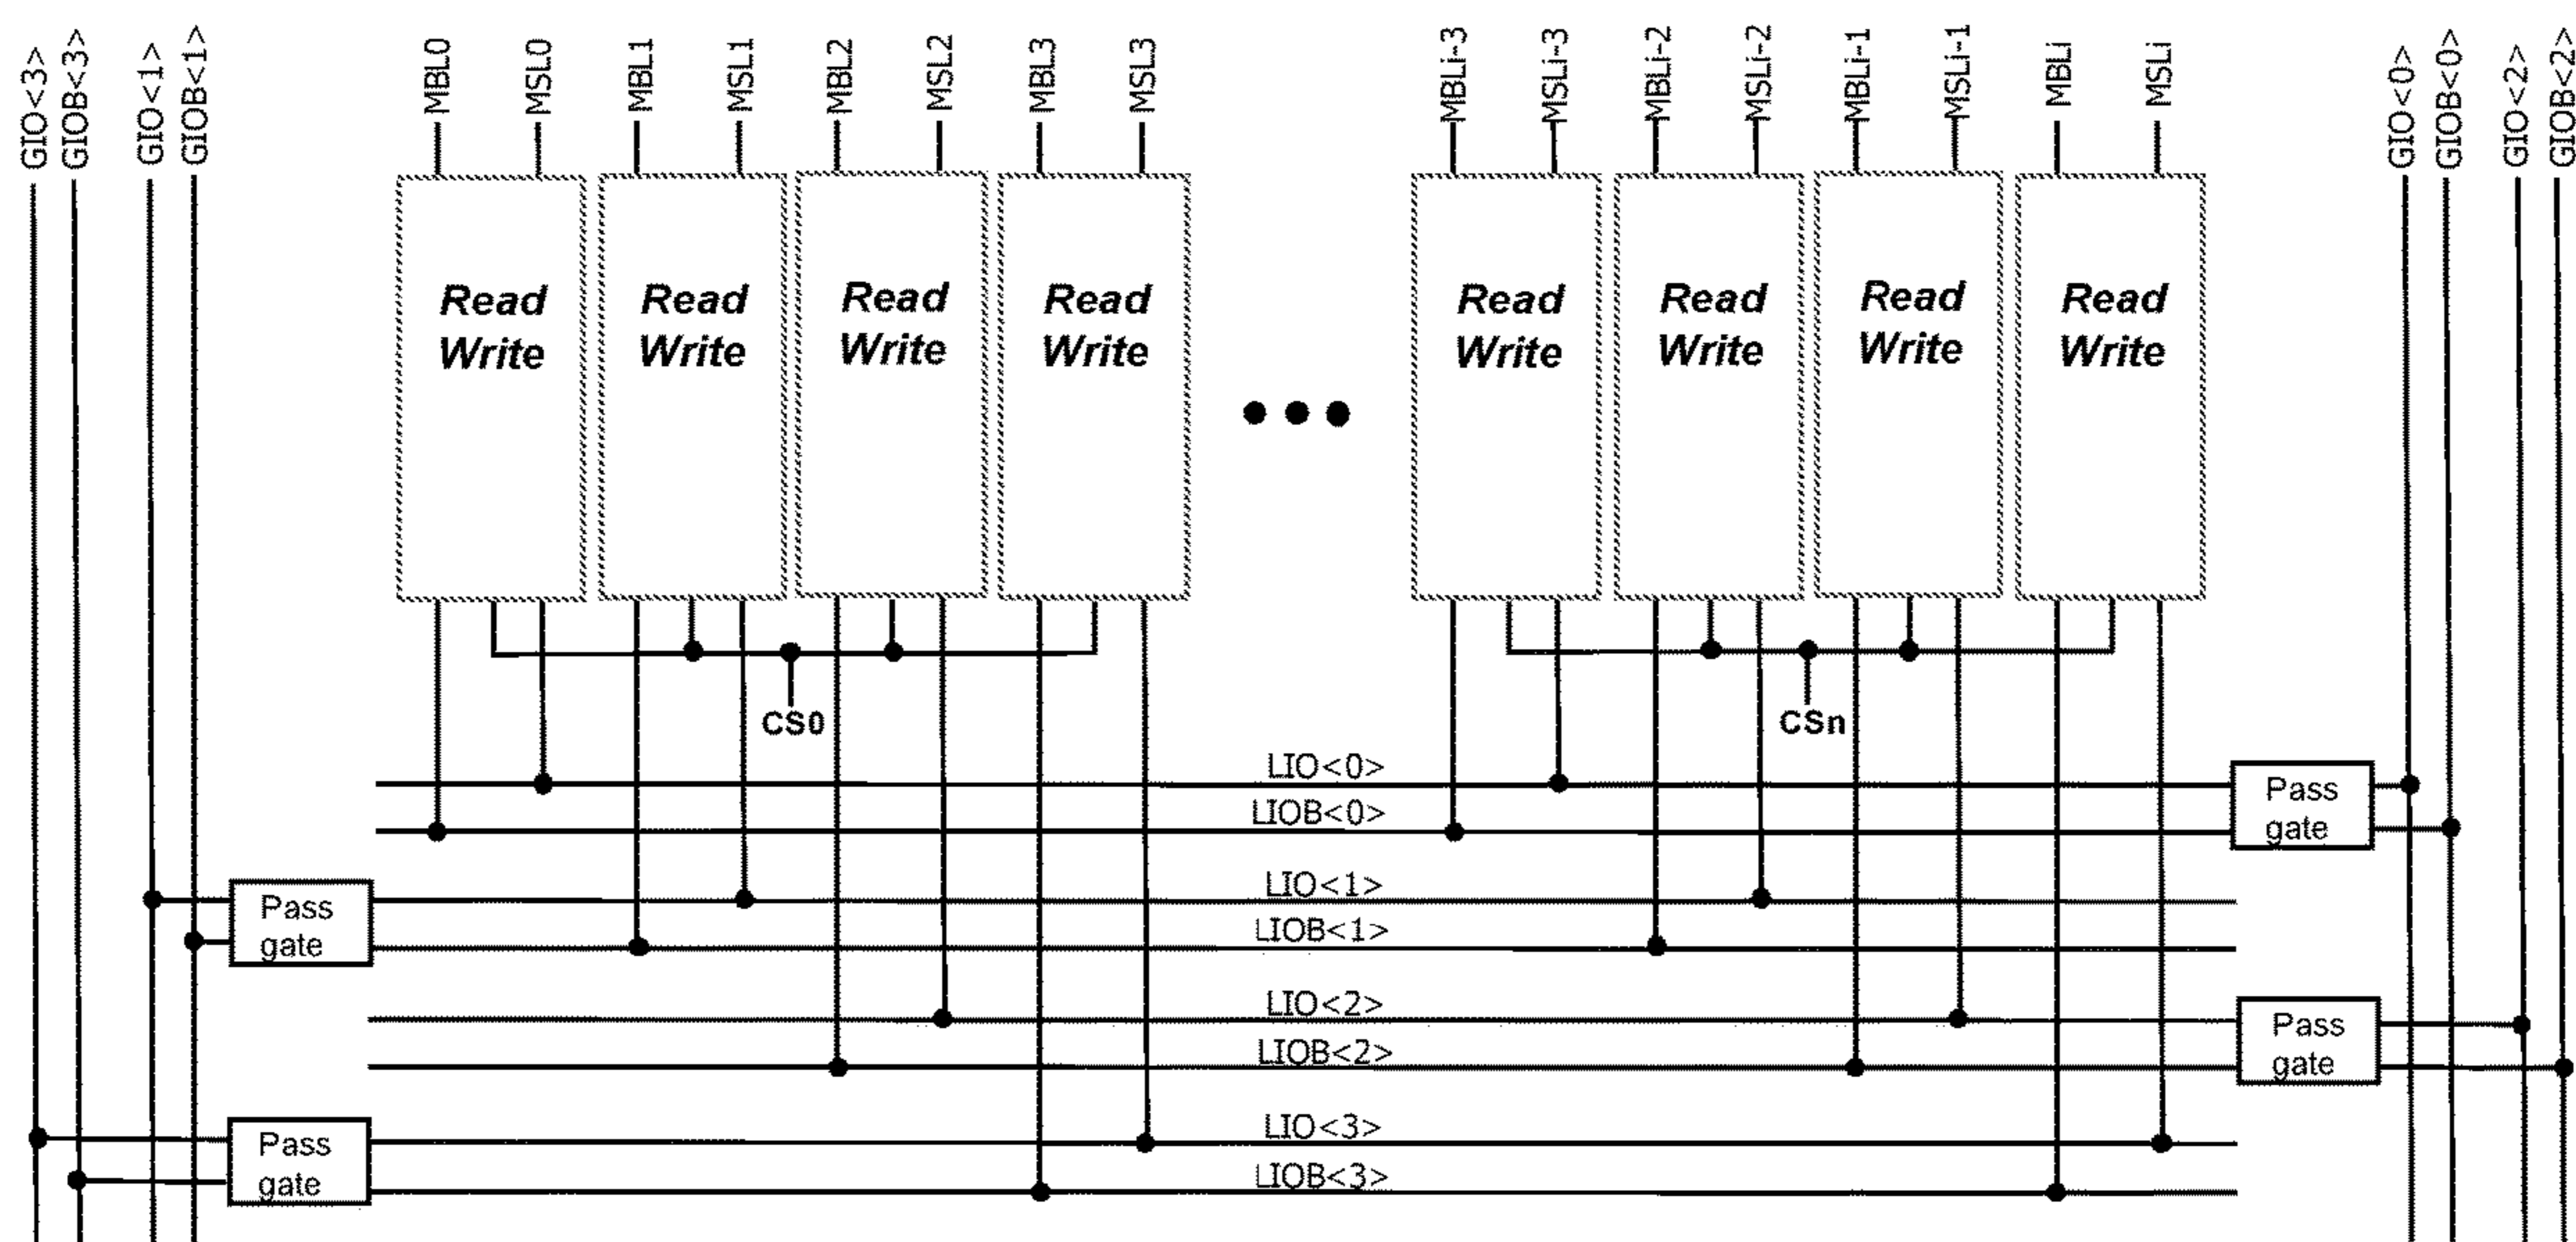 GIO<3>
GIOB<3>
GIO<1>
GIOB<1>
MBL0
MSL0
MBL1
MSL1
MBL2
MSL2
MBL3
MSL3
MBLi-3
MSLi-3
MBLi-2
MSLi-2
MBLi-1
MSLi-1
MBLi
MSLi
GIO<0>
GIOB<0>
GIO<2>
GIOB<2>
Read
Write
Read
Write
Read
Write
Read
Write
Read
Write
Read
Write
Read
Write
Read
Write
CS0
CSn
LIO<0>
LIOB<0>
Pass
gate
LIO<1>
LIOB<1>
Pass
gate
LIO<2>
LIOB<2>
Pass
gate
LIO<3>
LIOB<3>
Pass
gate